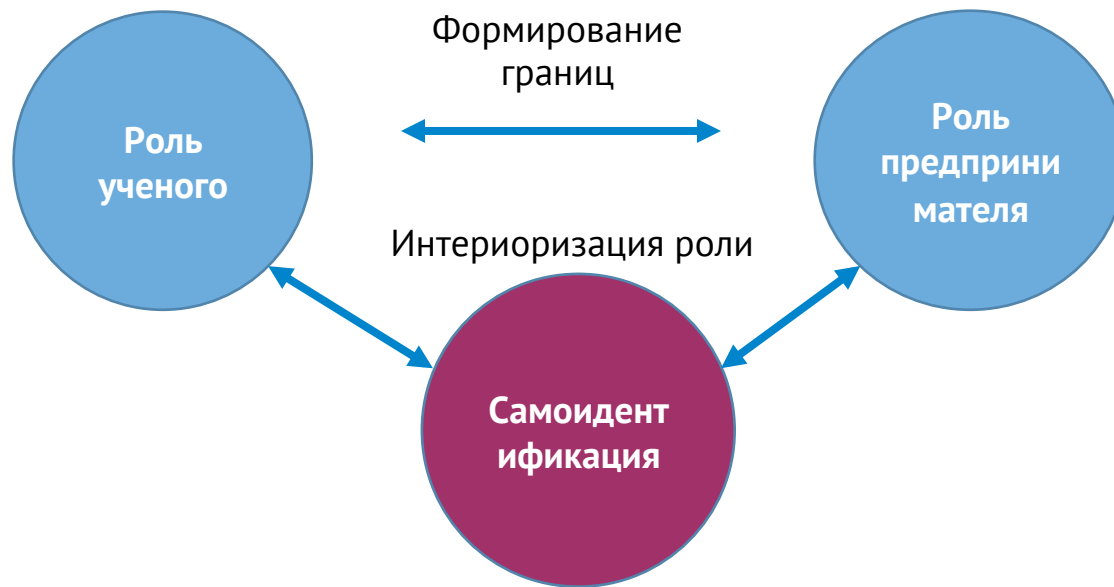 Формирование
границ
Роль
ученого
Роль
предприни
мателя
Интериоризация роли
Самоидент
ификация